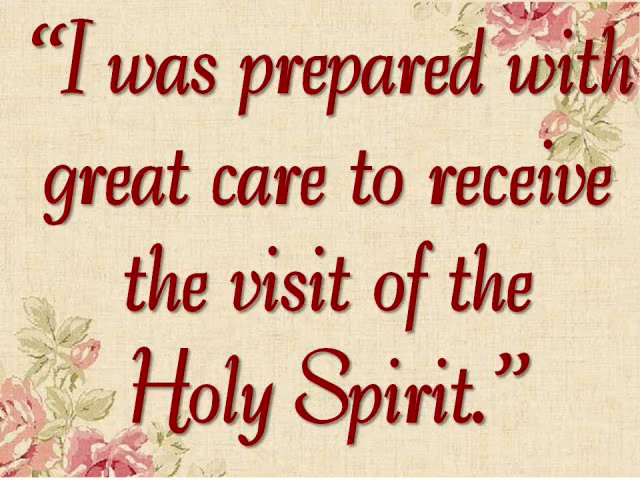 “I was prepared with
great care to receive
the visit of the
Holy Spirit.”